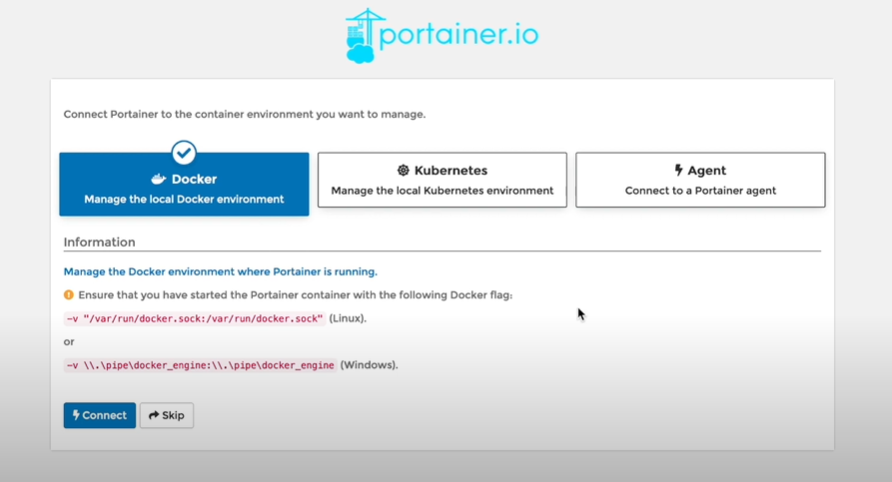 portainer.io
Connect Portainer to the container environment you want to manage.
Docker
Manage the local Docker environment
Kubernetes
Manage the local Kubernetes environment
Agent
Connect to a Portainer agent
Information
Manage the Docker environment where Portainer is running.
Ensure that you have started the Portainer container with the following Docker flag:
-v "/var/run/docker.sock:/var/run/docker.sock" (Linux).
or
-v \\.\pipe\docker_engine:\\.\pipe\docker_engine (Windows).
Connect
Skip